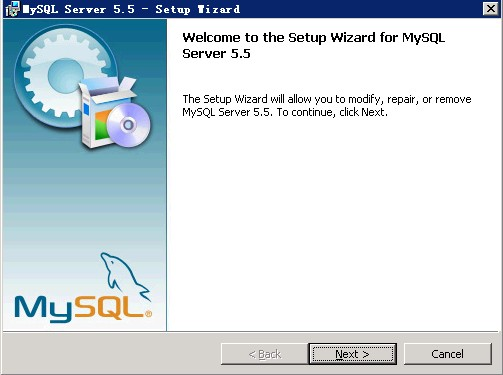 MySQL Server 5.5 - Setup Wizard
Welcome to the Setup Wizard for MySQL
Server 5.5
The Setup Wizard will allow you to modify, repair, or remove
MySQL Server 5.5. To continue, click Next.
MySQL®
< Back
Next >
Cancel